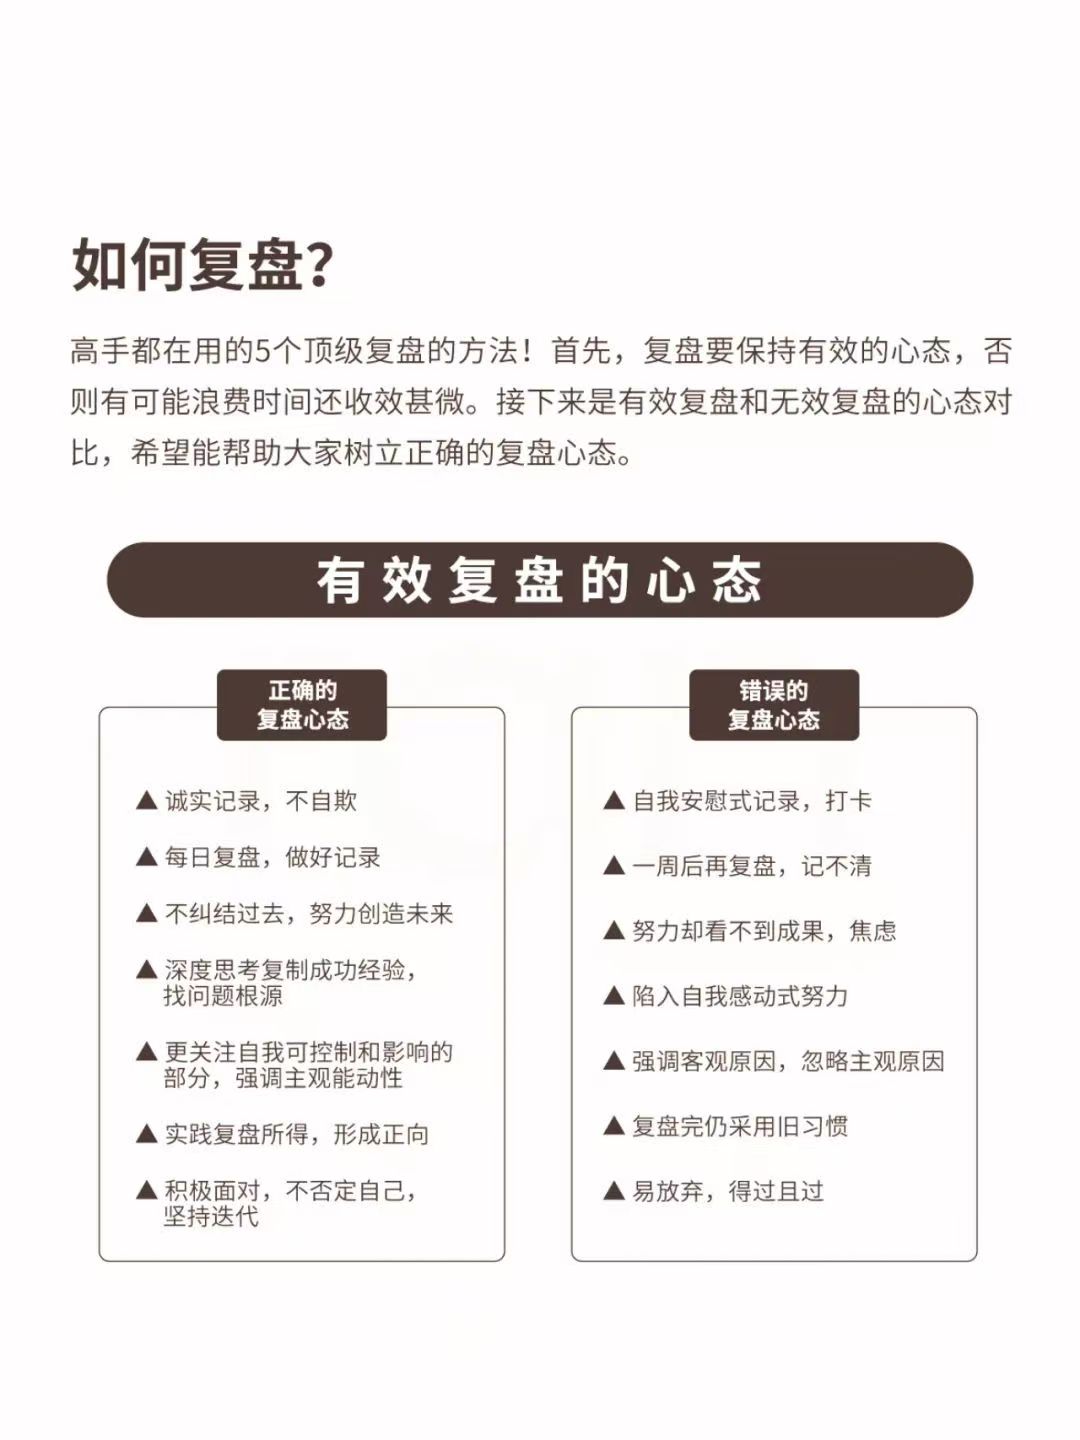 如何复盘？
高手都在用的5个顶级复盘的方法！首先，复盘要保持有效的心态，否
则有可能浪费时间还收效甚微。接下来是有效复盘和无效复盘的心态对
比，希望能帮助大家树立正确的复盘心态。
有效复盘的心态
正确的
复盘心态
▲ 诚实记录，不自欺
▲ 每日复盘，做好记录
▲ 不纠结过去，努力创造未来
▲ 深度思考复制成功经验，
找问题根源
▲ 更关注自我可控制和影响的
部分，强调主观能动性
▲ 实践复盘所得，形成正向
▲ 积极面对，不否定自己，
坚持迭代
错误的
复盘心态
▲ 自我安慰式记录，打卡
▲ 一周后再复盘，记不清
▲ 努力却看不到成果，焦虑
▲ 陷入自我感动式努力
▲ 强调客观原因，忽略主观原因
▲ 复盘完仍采用旧习惯
▲ 易放弃，得过且过